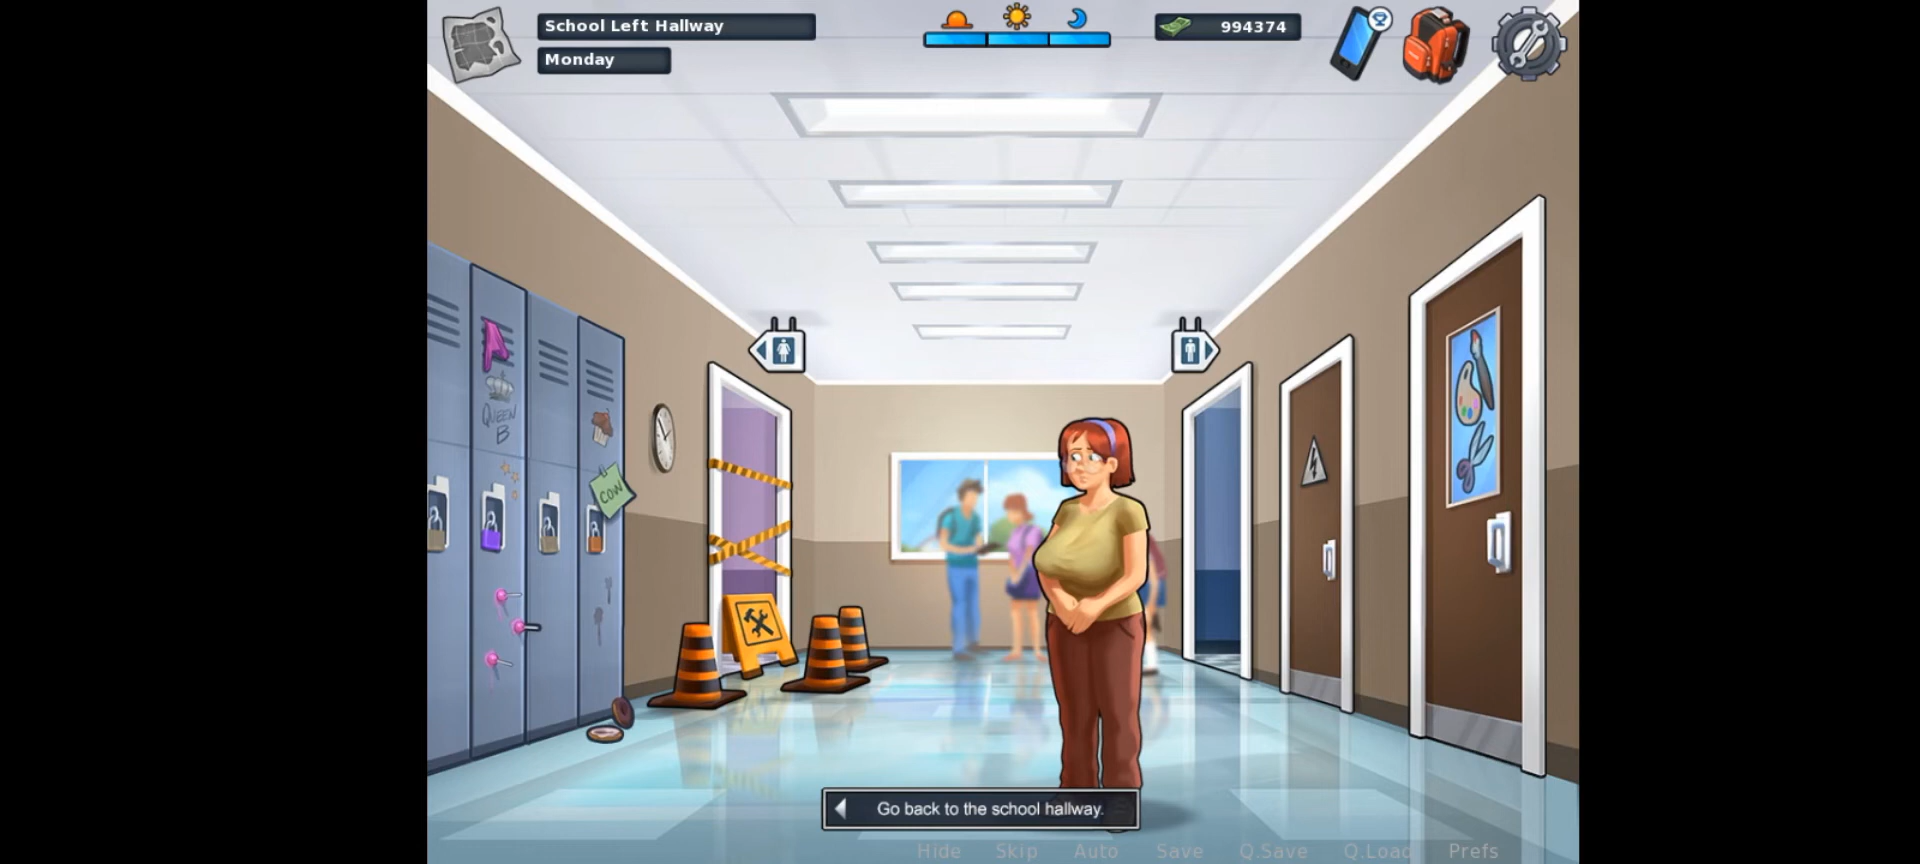 School Left Hallway
994374
Monday
A
QUEEN
B
COW
Go back to the school hallway.
Hide Skip Auto Save Q.Save Q.Load Prefs